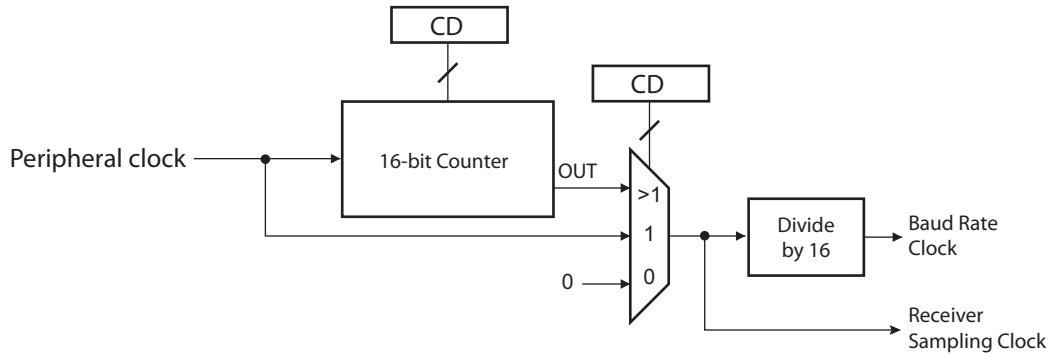 CD
CD
Peripheral clock
16-bit Counter
OUT
>1
1
0
0
Divide
by 16
Baud Rate
Clock
Receiver
Sampling Clock